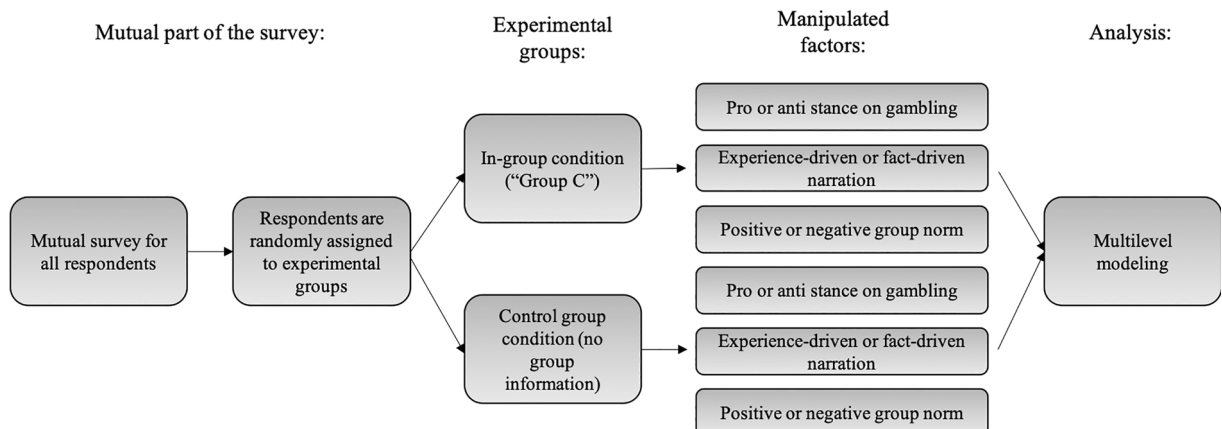 Mutual part of the survey:
Experimental
groups:
Manipulated
factors:
Analysis:
Mutual survey for
all respondents
Respondents are
randomly assigned
to experimental
groups
In-group condition
(“Group C”)
Control group
condition (no
group
information)
Pro or anti stance on gambling
Experience-driven or fact-driven
narration
Positive or negative group norm
Pro or anti stance on gambling
Experience-driven or fact-driven
narration
Positive or negative group norm
Multilevel
modeling